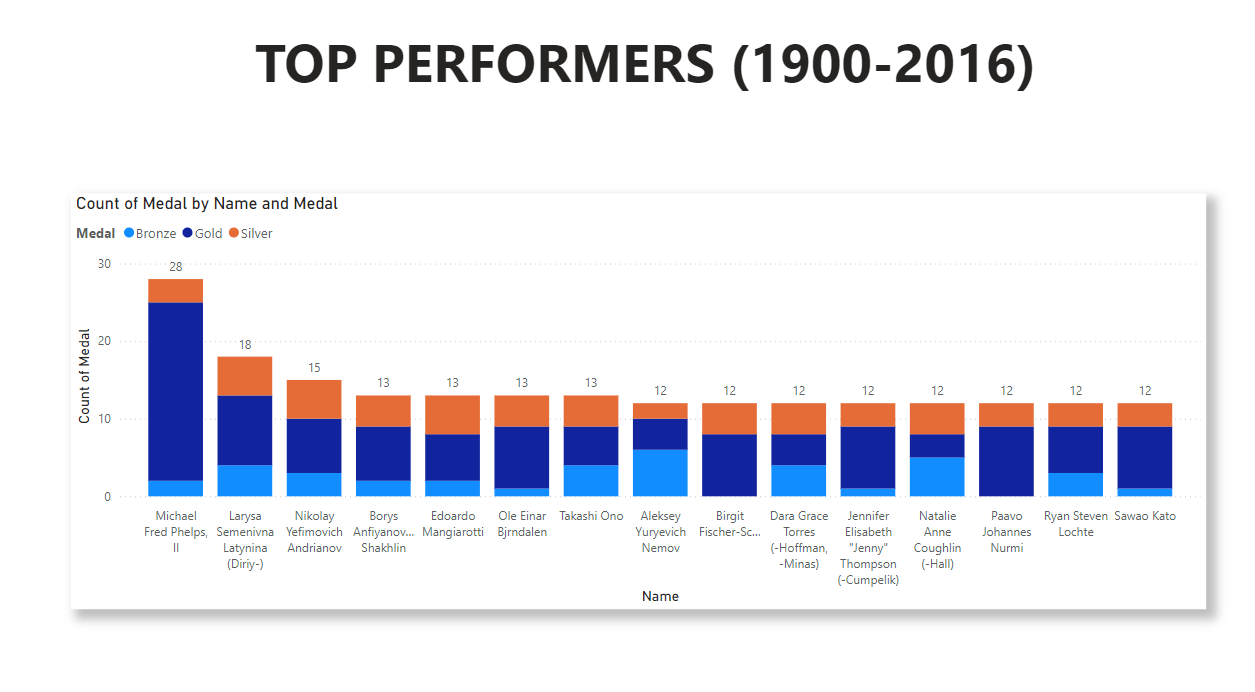 TOP PERFORMERS (1900-2016)
Count of Medal by Name and Medal
Medal Bronze Gold Silver
30
20
10
0
Count of Medal
28
18
15
13
13
13
13
12
12
12
12
12
12
12
12
Michael
Fred Phelps,
II
Larysa
Semenivna
Latynina
(Diriy-)
Nikolay
Yefimovich
Andrianov
Borys
Anfiyanov...
Shakhlin
Edoardo
Mangiarotti
Ole Einar
Bjrndalen
Takashi Ono
Aleksey
Yuryevich
Nemov
Birgit
Fischer-Sc...
Dara Grace
Torres
(-Hoffman,
-Minas)
Jennifer
Elisabeth
"Jenny"
Thompson
(-Cumpelik)
Natalie
Anne
Coughlin
(-Hall)
Paavo
Johannes
Nurmi
Ryan Steven
Lochte
Sawao Kato
Name